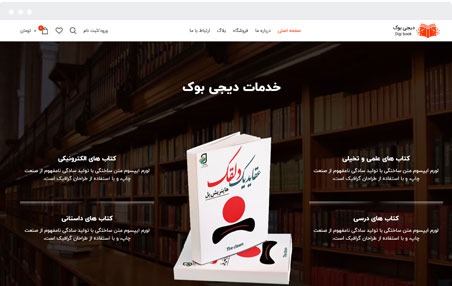 دیجی بوک
Digi book
صفحه اصلی
درباره ما
فروشگاه
بلاگ
ارتباط با ما
ورود/ثبت نام
0
0 تومان
خدمات دیجی بوک
کتاب های علمی و تخیلی
لورم ایپسوم متن ساختگی با تولید سادگی نامفهوم از صنعت
چاپ، و با استفاده از طراحان گرافیک است.
کتاب های الکترونیکی
لورم ایپسوم متن ساختگی با تولید سادگی نامفهوم از صنعت
چاپ، و با استفاده از طراحان گرافیک است.
عقاید یک دلقک
هاینریش بل
The clown
کتاب های درسی
لورم ایپسوم متن ساختگی با تولید سادگی نامفهوم از صنعت
چاپ، و با استفاده از طراحان گرافیک است.
کتاب های داستانی
لورم ایپسوم متن ساختگی با تولید سادگی نامفهوم از صنعت
چاپ، و با استفاده از طراحان گرافیک است.